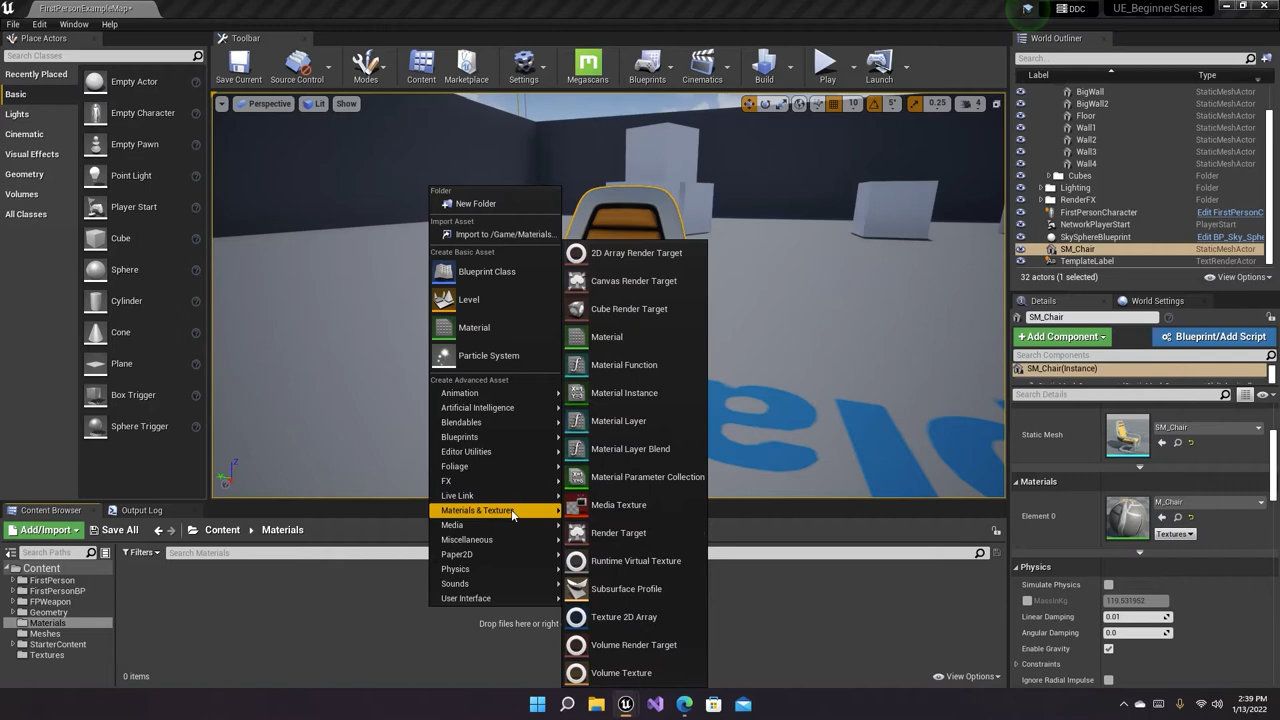 FirstPersonExampleMap*
DDC
UE_BeginnerSeries
File Edit Window Help
Place Actors
Search Classes
Recently Placed
Basic
Lights
Cinematic
Visual Effects
Geometry
Volumes
All Classes
Empty Actor
Empty Character
Empty Pawn
Point Light
Player Start
Cube
Sphere
Cylinder
Cone
Plane
Box Trigger
Sphere Trigger
Toolbar
Save Current
Source Control
Modes
Content
Marketplace
Settings
Megascans
Blueprints
Cinematics
Build
Play
Launch
Perspective
Lit
Show
10
5°
0.25
4
Folder
New Folder
Import Asset
Import to /Game/Materials...
Create Basic Asset
Blueprint Class
Level
Material
Particle System
Create Advanced Asset
Animation
Artificial Intelligence
Blendables
Blueprints
Editor Utilities
Foliage
FX
Live Link
Materials & Textures
Media
Miscellaneous
Paper2D
Physics
Sounds
User Interface
2D Array Render Target
Canvas Render Target
Cube Render Target
Material
Material Function
Material Instance
Material Layer
Material Layer Blend
Material Parameter Collection
Media Texture
Render Target
Runtime Virtual Texture
Subsurface Profile
Texture 2D Array
Volume Render Target
Volume Texture
World Outliner
Search...
Label Type
BigWall StaticMeshActor
BigWall2 StaticMeshActor
Floor StaticMeshActor
Wall1 StaticMeshActor
Wall2 StaticMeshActor
Wall3 StaticMeshActor
Wall4 StaticMeshActor
Cubes Folder
Lighting Folder
RenderFX Folder
FirstPersonCharacter Edit FirstPersonC
NetworkPlayerStart PlayerStart
SkySphereBlueprint Edit BP_Sky_Sphe
SM_Chair StaticMeshActor
TemplateLabel TextRenderActor
32 actors (1 selected)
View Options
Details
World Settings
SM_Chair
+Add Component
Blueprint/Add Script
Search Components
SM_Chair(Instance)
Search Details
Static Mesh
SM_Chair
Materials
Element 0
M_Chair
Textures
Physics
Simulate Physics
MassInKg 119.531952
Linear Damping 0.01
Angular Damping 0.0
Enable Gravity
Constraints
Ignore Radial Impulse
Content Browser
Output Log
Add/Import
Save All
Content
Materials
Search Paths
Filters
Search Materials
Content
FirstPerson
FirstPersonBP
FPWeapon
Geometry
Materials
Meshes
StarterContent
Textures
Drop files here or right
0 items
View Options
2:39 PM
1/13/2022